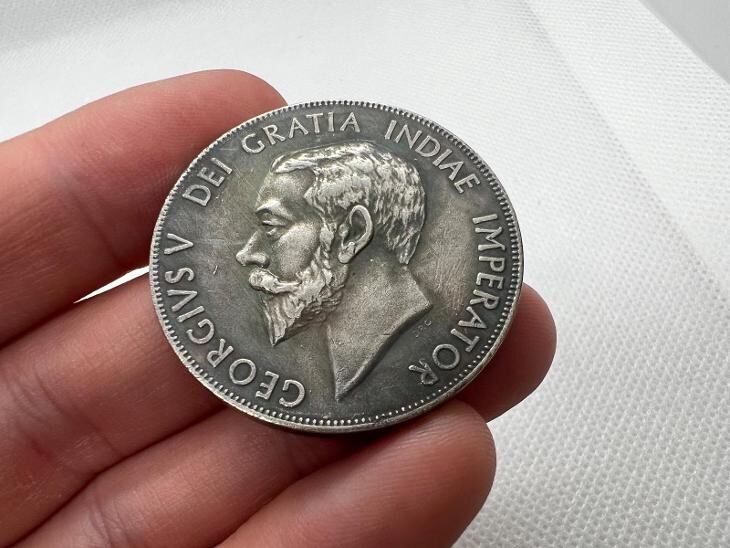 GEORGIVS V DEI GRATIA INDIAE IMPERATOR